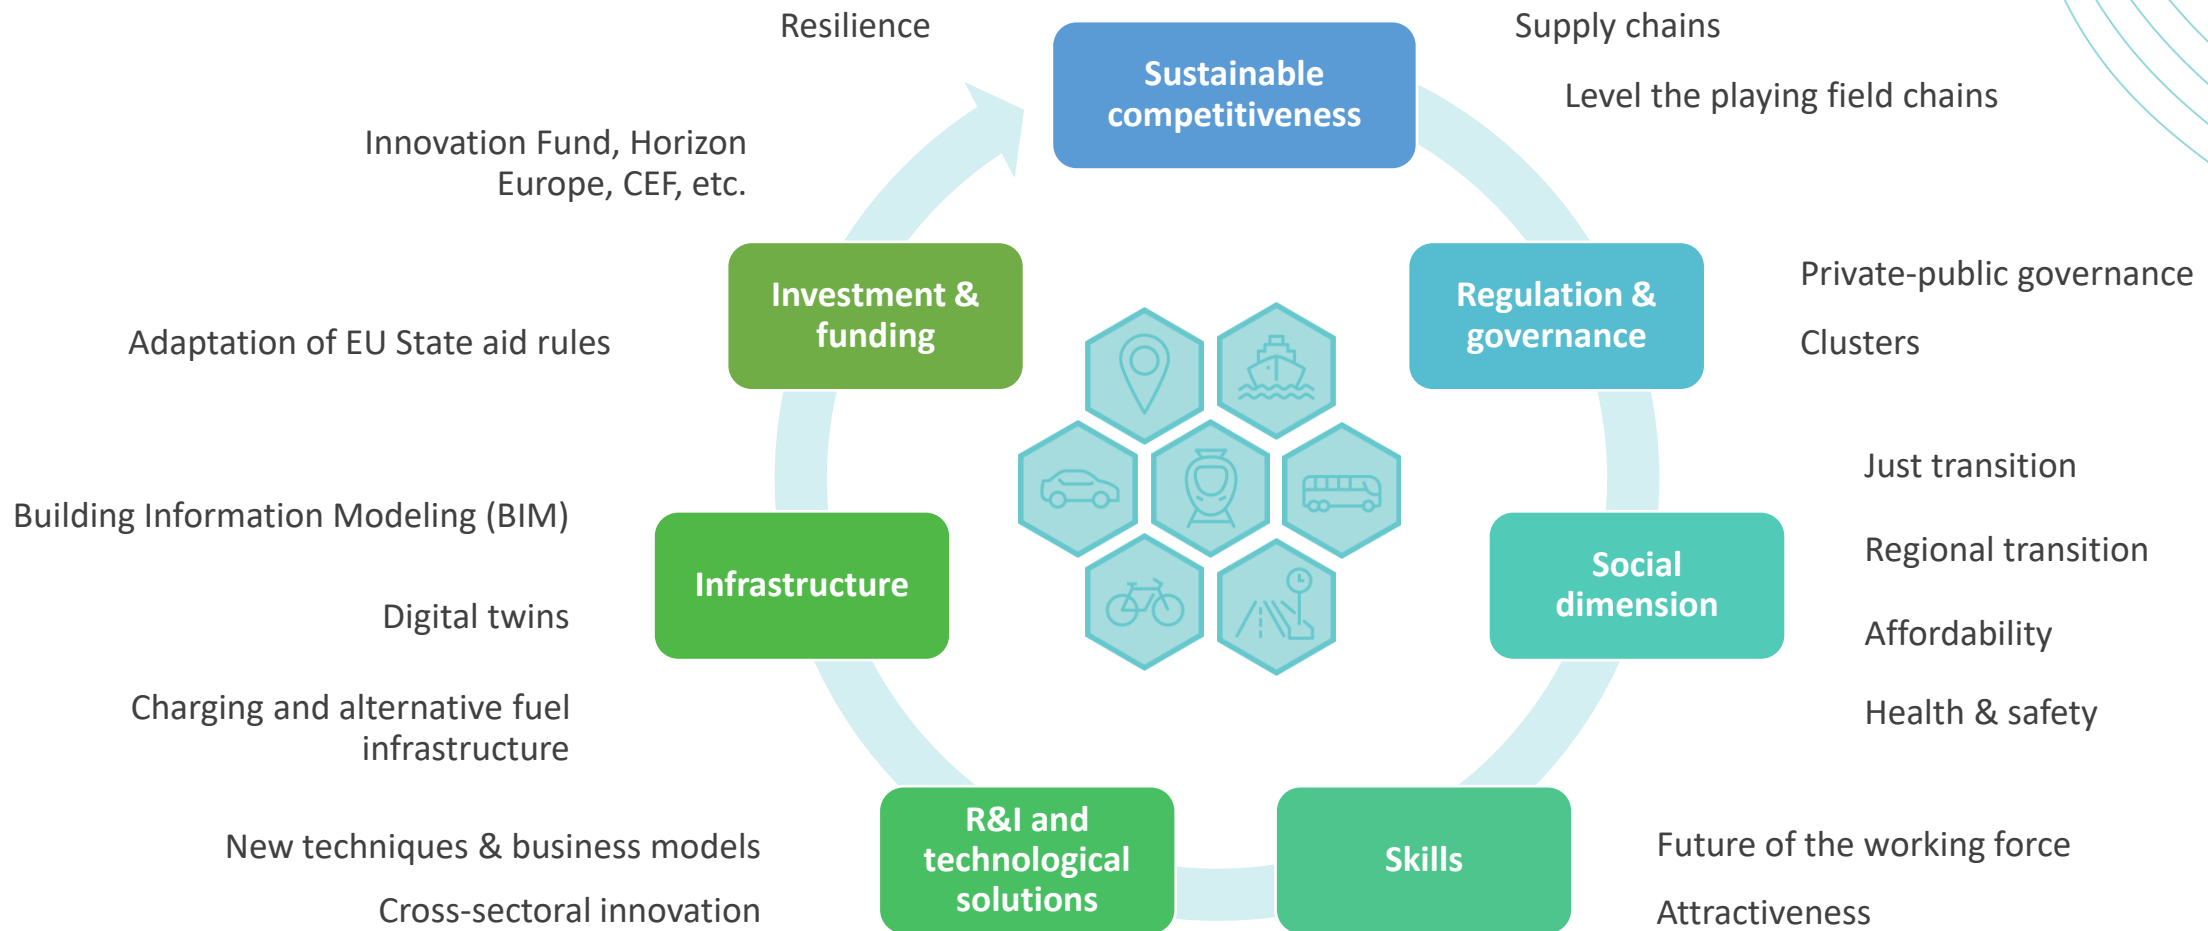 Resilience
Supply chains
Sustainable
competitiveness
Level the playing field chains
Innovation Fund, Horizon
Europe, CEF, etc.
Investment &
funding
Regulation &
governance
Private-public governance
Adaptation of EU State aid rules
Clusters
Just transition
Building Information Modeling (BIM)
Infrastructure
Social
dimension
Regional transition
Digital twins
Affordability
Charging and alternative fuel
infrastructure
Health & safety
R&I and
technological
solutions
Skills
New techniques & business models
Future of the working force
Cross-sectoral innovation
Attractiveness